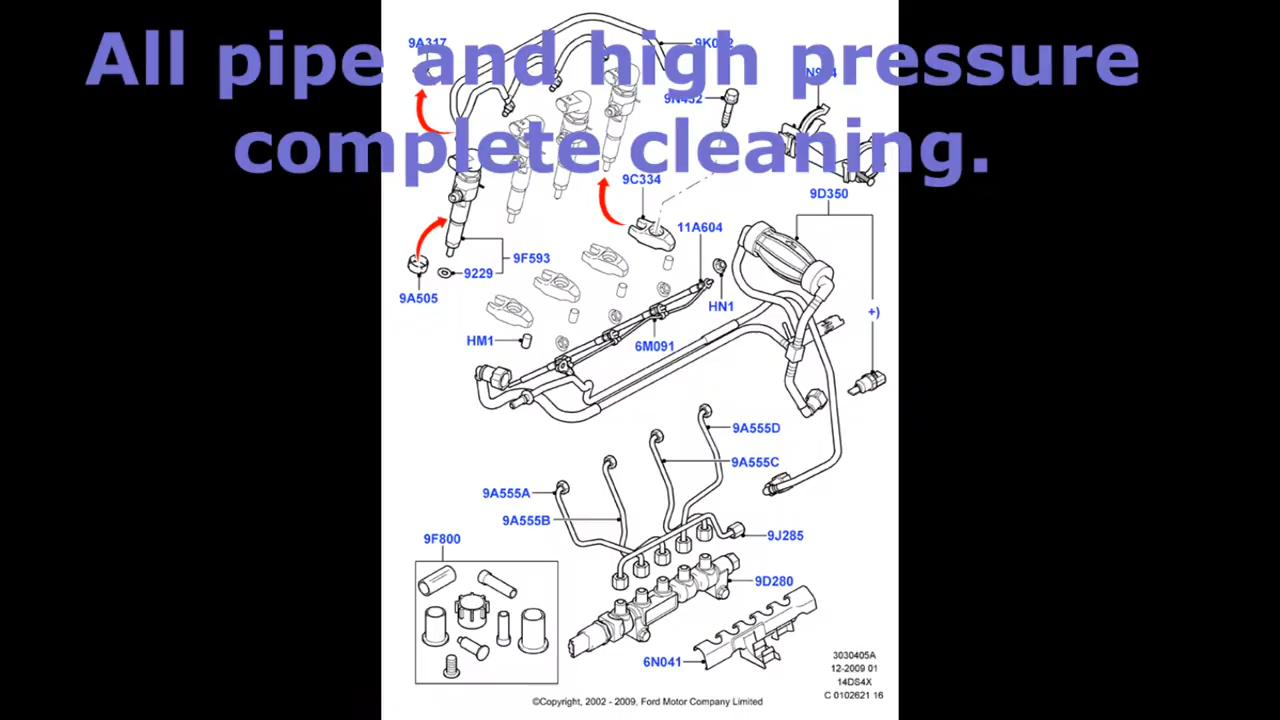 All pipe and high pressure
complete cleaning.
9A317
9N452
9C334
9D350
11A604
9F593
9229
9A505
HN1
+)
HM1
6M091
9A555D
9A555C
9A555A
9A555B
9F800
9J285
9D280
6N041
3030405A
12-2009 01
14DS4X
C 0102621 16
©Copyright, 2002 - 2009, Ford Motor Company Limited